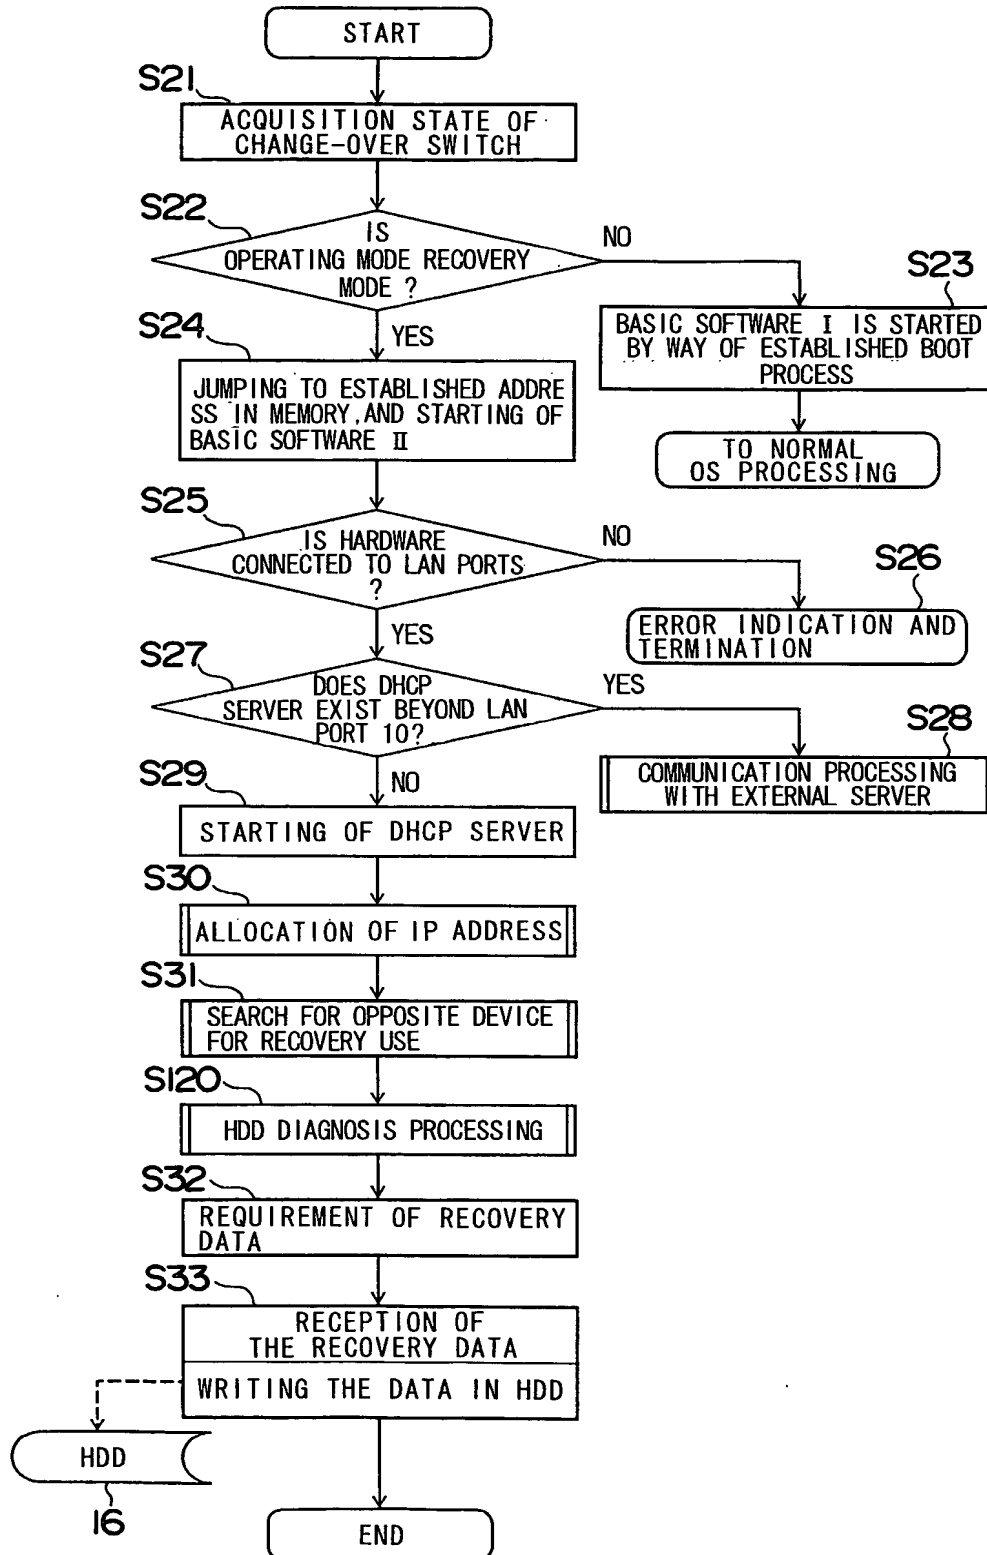 START
S21
ACQUISITION STATE OF
CHANGE-OVER SWITCH
S22
IS
OPERATING MODE RECOVERY
MODE ?
NO
S23
BASIC SOFTWARE I IS STARTED
BY WAY OF ESTABLISHED BOOT
PROCESS
TO NORMAL
OS PROCESSING
YES
S24
JUMPING TO ESTABLISHED ADDRE
SS IN MEMORY, AND STARTING OF
BASIC SOFTWARE II
S25
IS HARDWARE
CONNECTED TO LAN PORTS
?
NO
S26
ERROR INDICATION AND
TERMINATION
YES
S27
DOES DHCP
SERVER EXIST BEYOND LAN
PORT 10?
YES
S28
COMMUNICATION PROCESSING
WITH EXTERNAL SERVER
NO
S29
STARTING OF DHCP SERVER
S30
ALLOCATION OF IP ADDRESS
S31
SEARCH FOR OPPOSITE DEVICE
FOR RECOVERY USE
S120
HDD DIAGNOSIS PROCESSING
S32
REQUIREMENT OF RECOVERY
DATA
S33
RECEPTION OF
THE RECOVERY DATA
WRITING THE DATA IN HDD
HDD
16
END